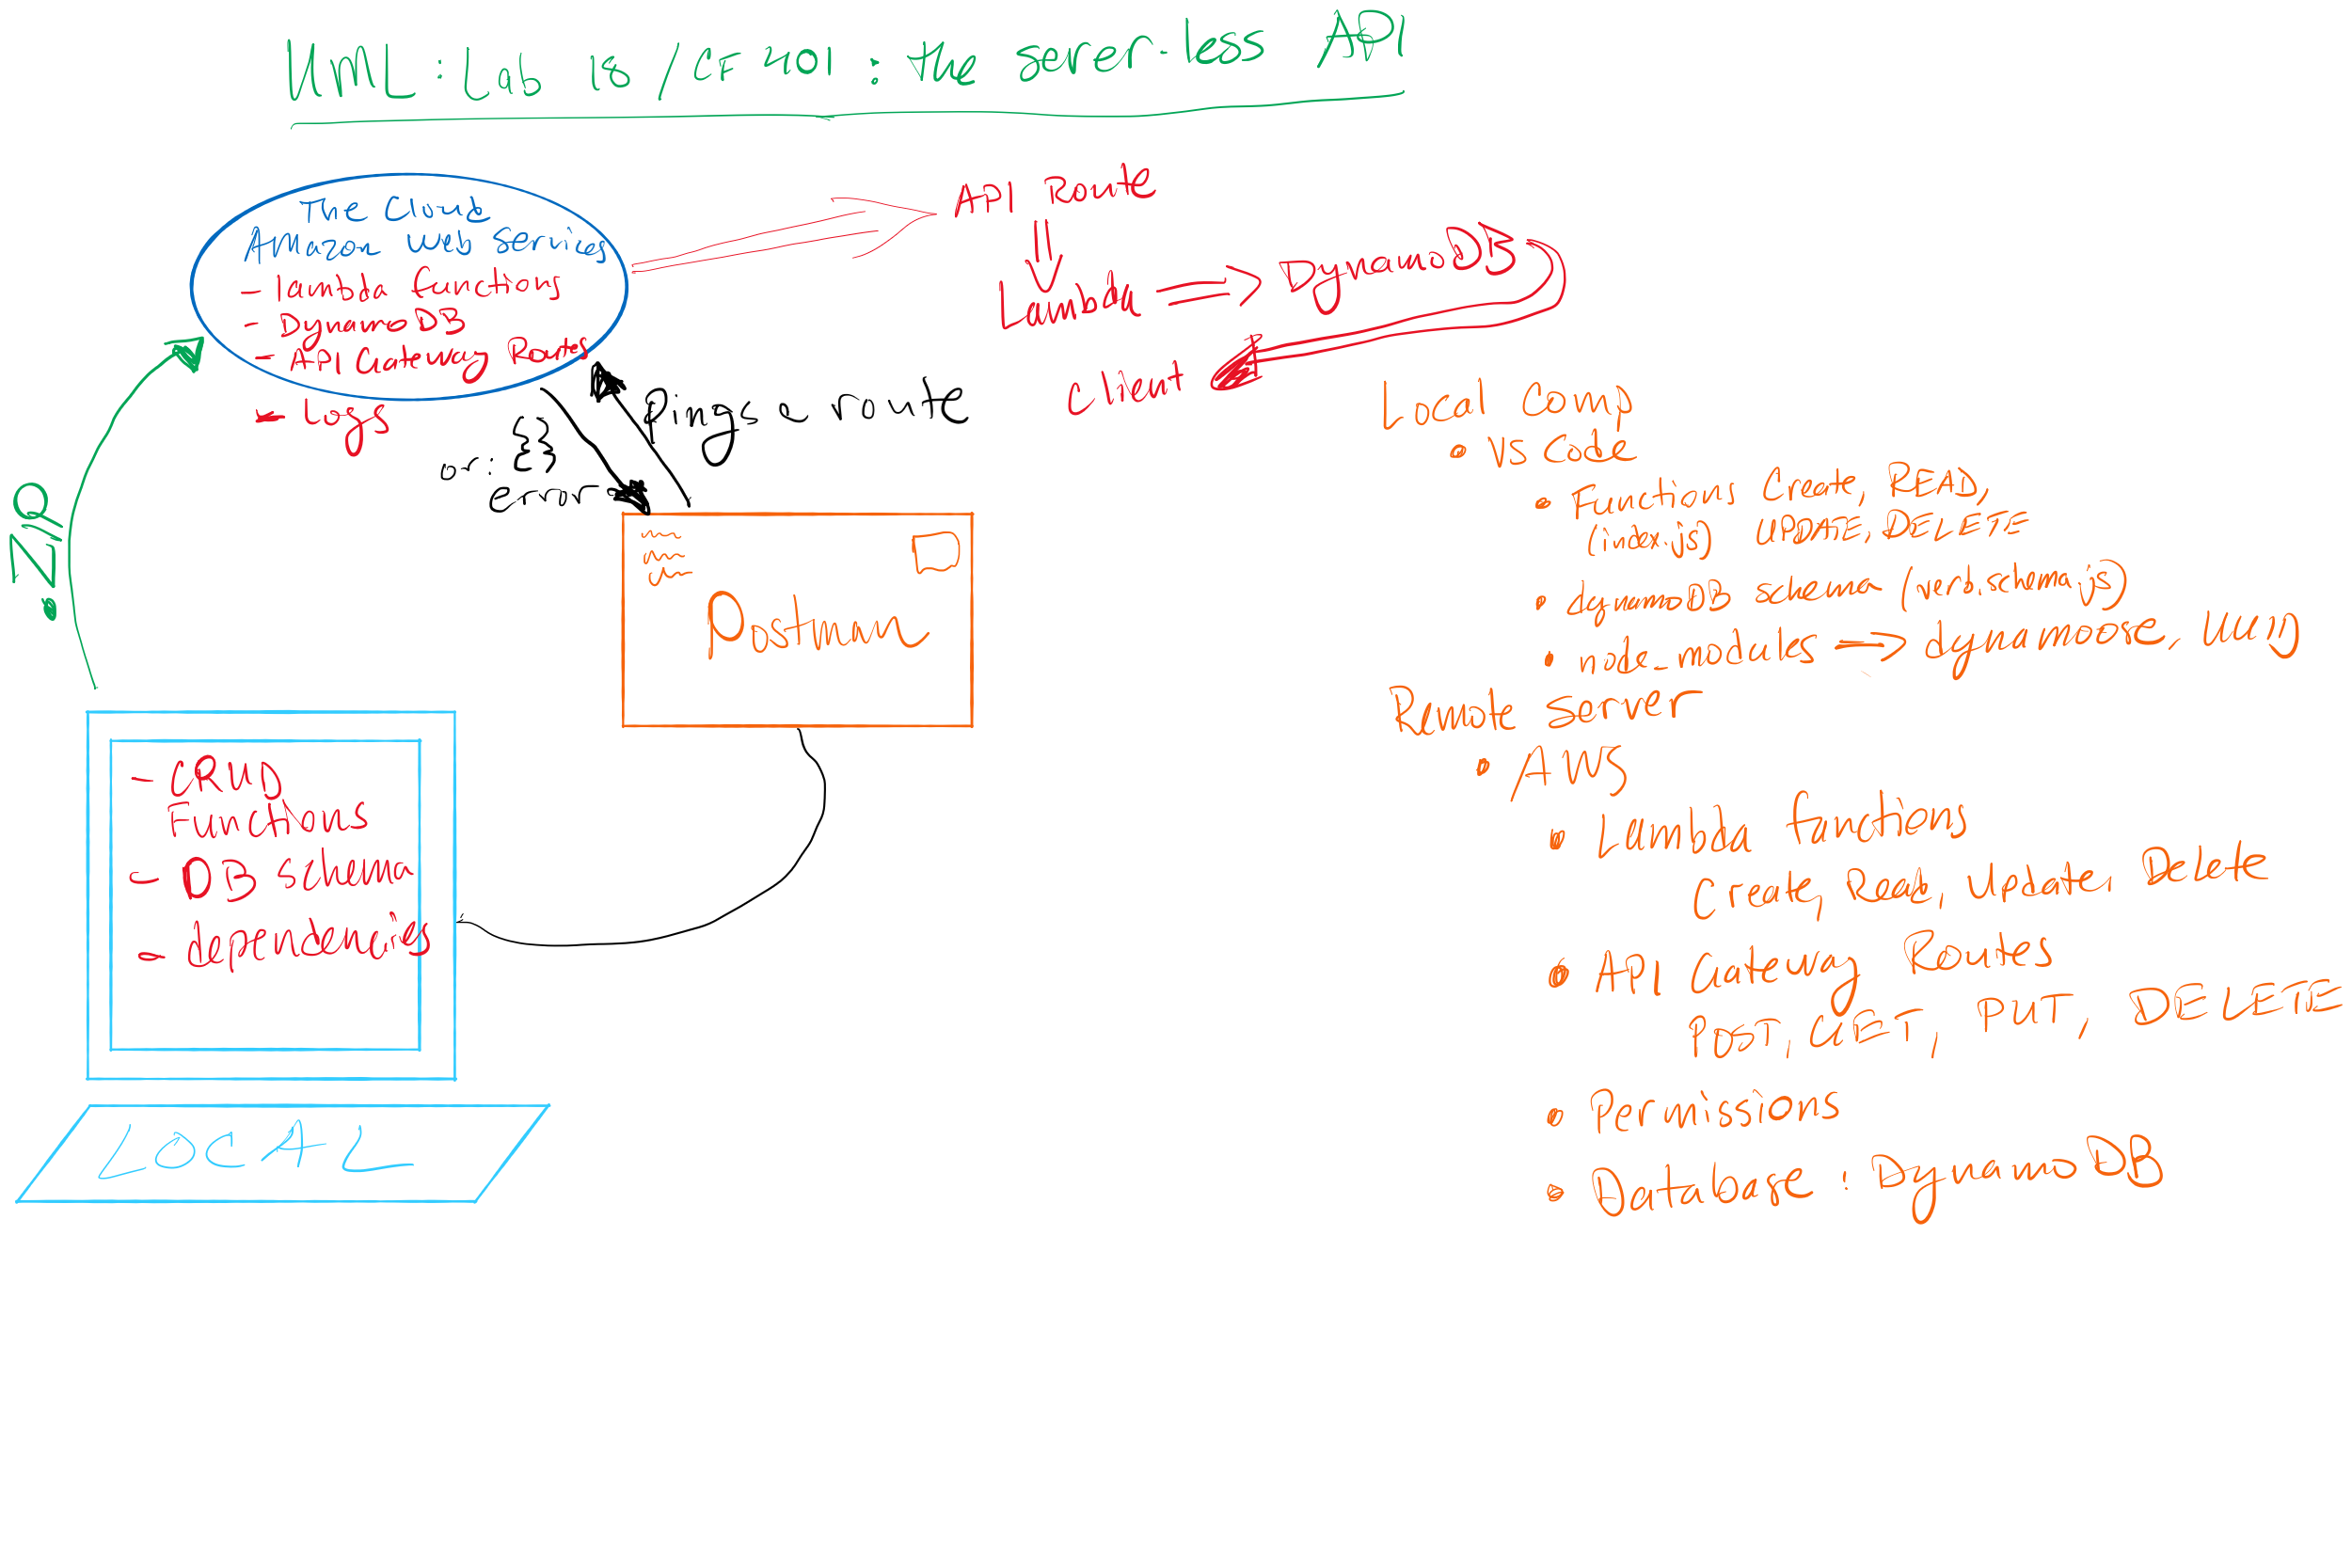 UML: Lab 18 / CF 401 : the server-less API
The Cloud
Amazon Web Services
- lambda functions
- DynamoDB
- API Gateway Routes
- Logs
API Route
Lambda => DynamoDB
Client
Pings a route
or: {}
error
• ZIP
Postman
- CRUD
Functions
- DB schema
- dependencies
LOCAL
Local Comp
• VS Code
• Functions Create, READ,
(index.js) UPDATE, DELETE
• dynamoDB schema (verb.schema.js)
• node_modules => dynamoose, UUID
Remote Server
• AWS
• Lambda functions
Create, Read, Update, Delete
• API Gateway Routes
POST, GET, PUT, DELETE
• Permissions
• Database : DynamoDB